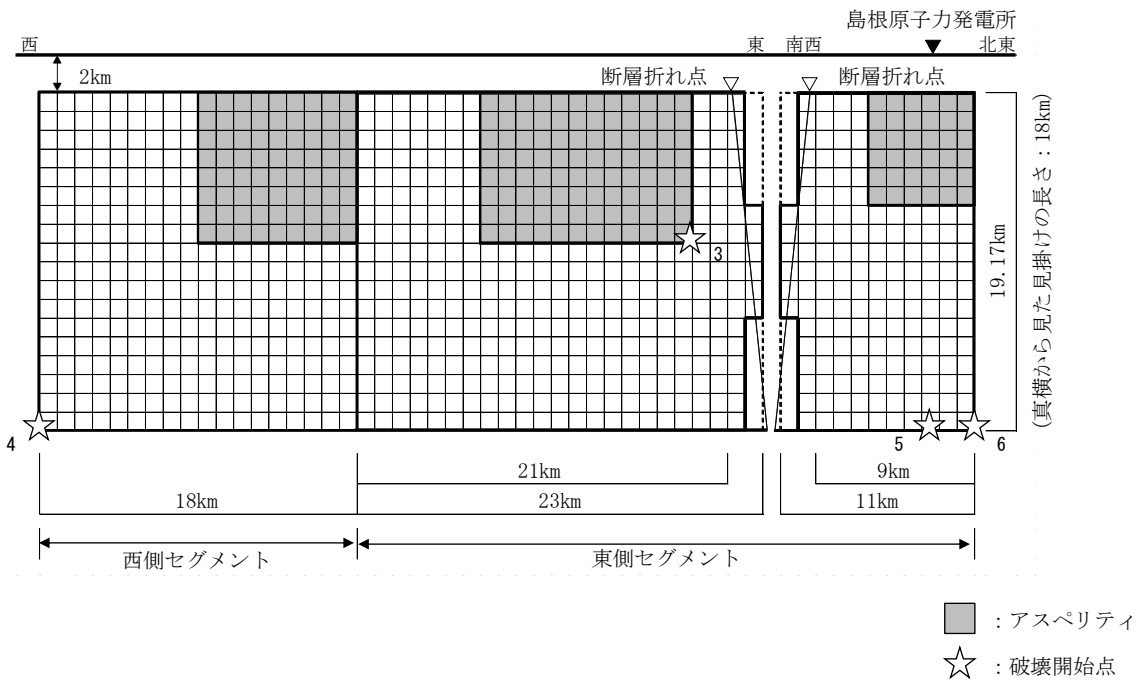 島根原子力発電所
西
東
南西
北東
2km
断層折れ点
断層折れ点
3
4
5
6
19.17km
(真横から見た見掛けの長さ：18km)
21km
9km
18km
23km
11km
西側セグメント
東側セグメント
：アスペリティ
：破壊開始点